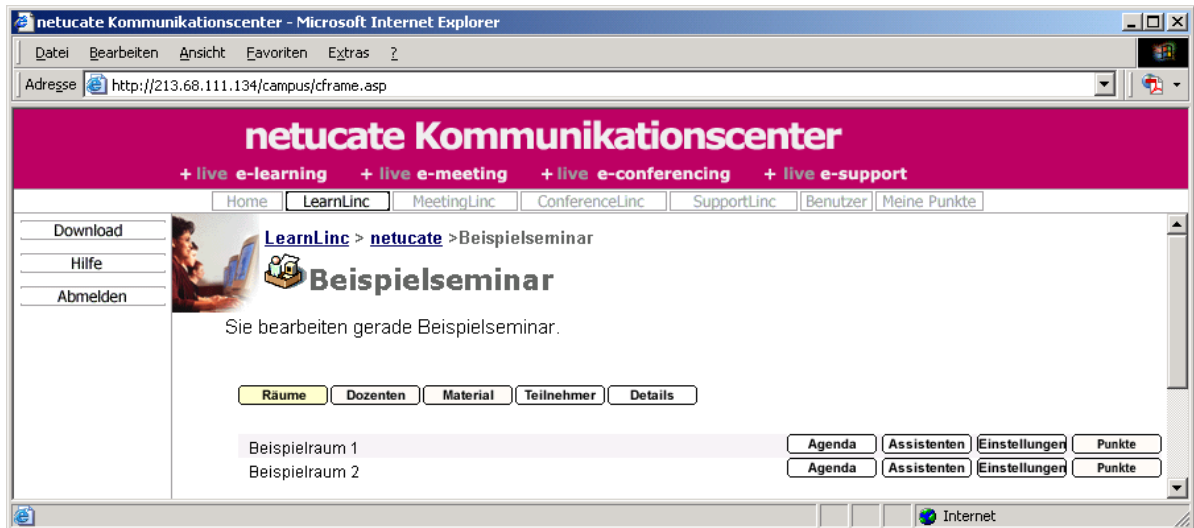 netucate Kommunikationscenter - Microsoft Internet Explorer
Datei Bearbeiten Ansicht Favoriten Extras ?
Adresse http://213.68.111.134/campus/cframe.asp
netucate Kommunikationscenter
+ live e-learning + live e-meeting + live e-conferencing + live e-support
Home LearnLinc MeetingLinc ConferenceLinc SupportLinc Benutzer Meine Punkte
Download
Hilfe
Abmelden
LearnLinc > netucate >Beispielseminar
Beispielseminar
Sie bearbeiten gerade Beispielseminar.
Räume Dozenten Material Teilnehmer Details
Beispielraum 1 Agenda Assistenten Einstellungen Punkte
Beispielraum 2 Agenda Assistenten Einstellungen Punkte
Internet